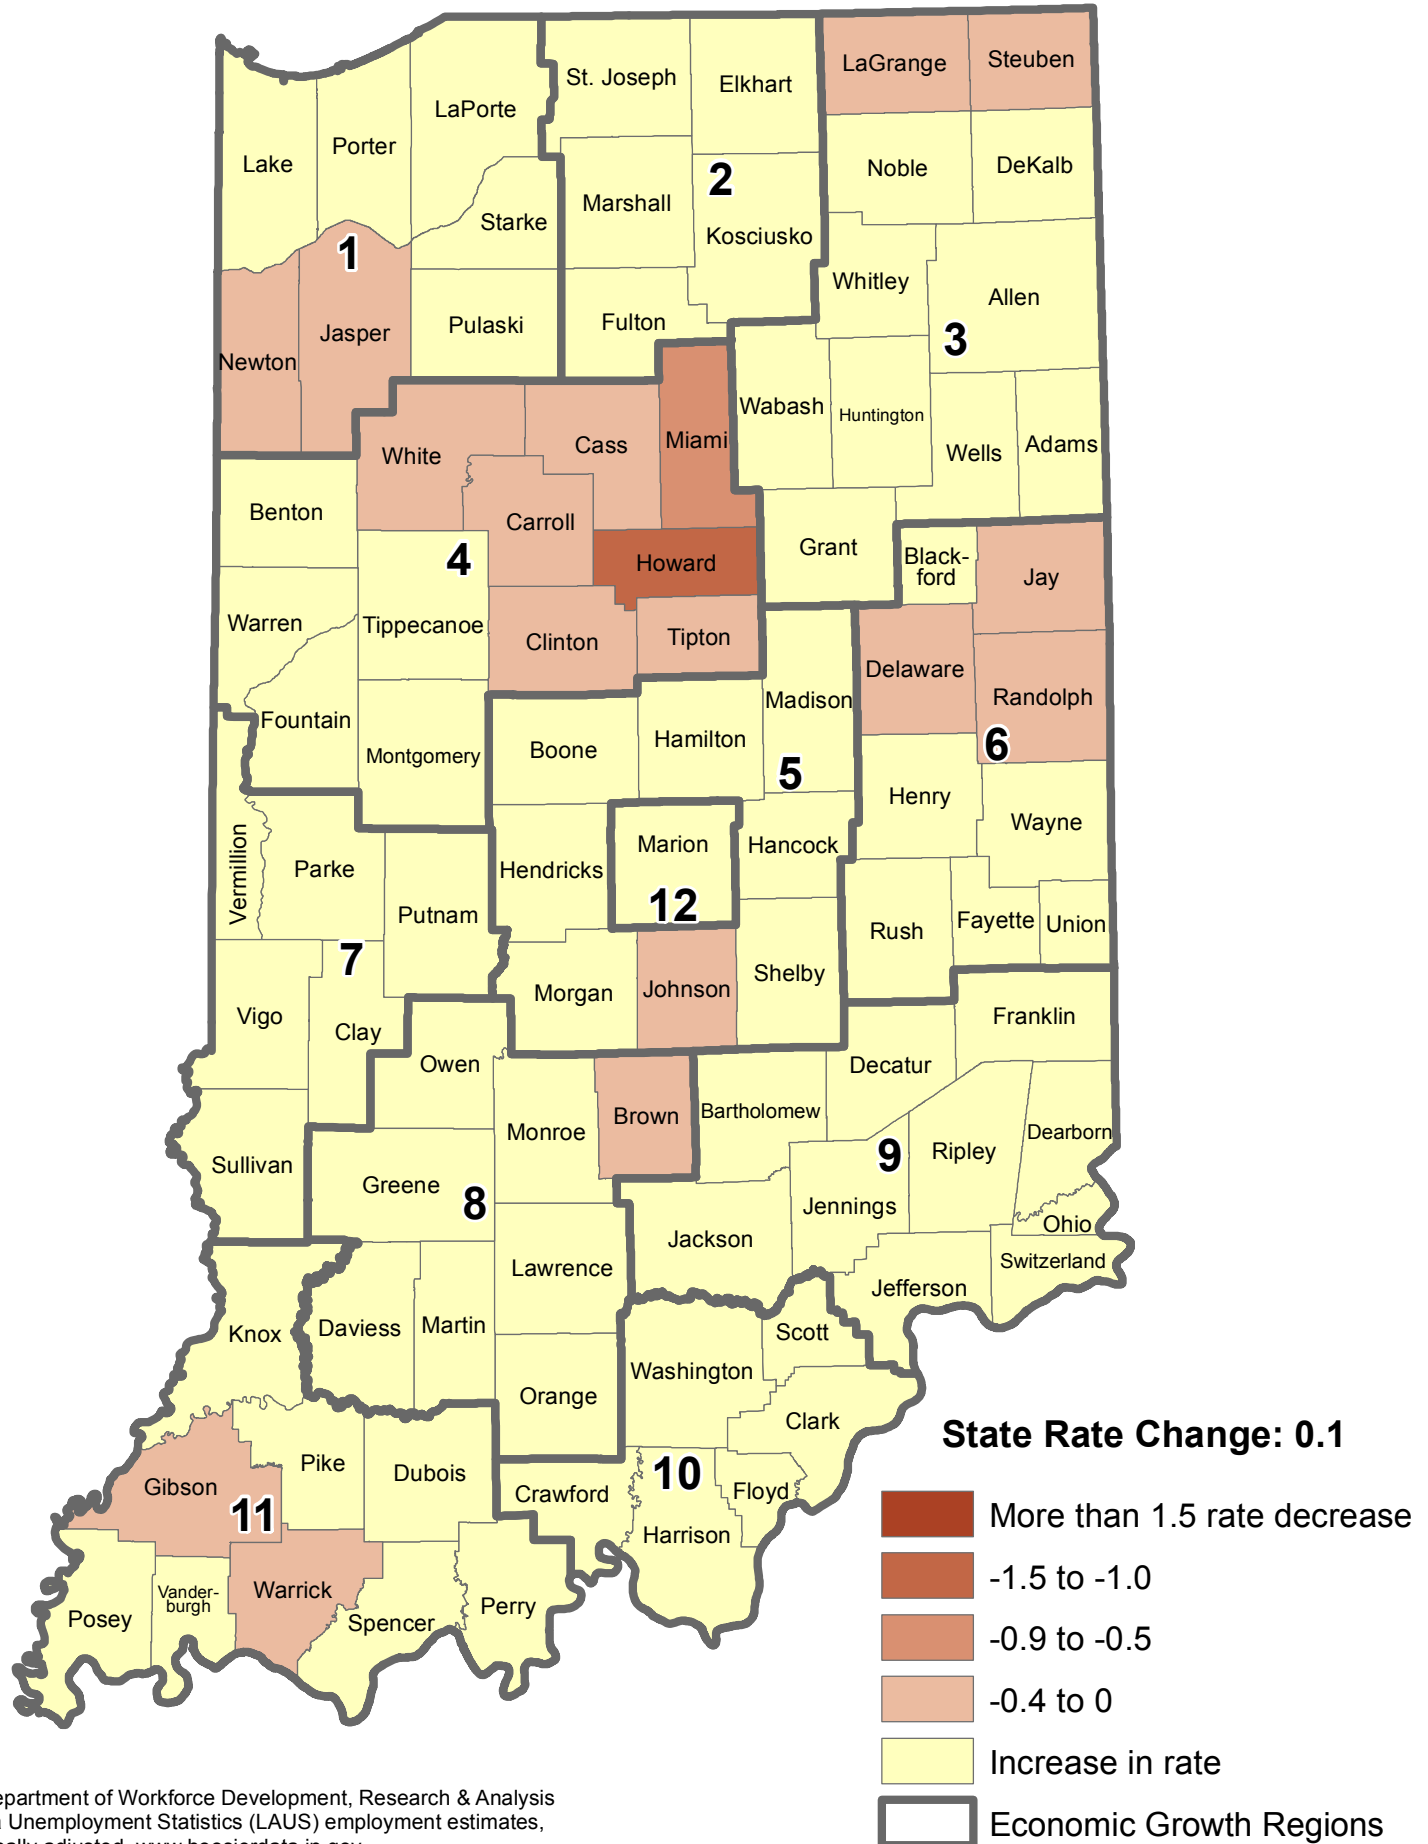 LaGrange
Steuben
St. Joseph
Elkhart
LaPorte
Porter
Lake
Noble
DeKalb
2
Marshall
Starke
Kosciusko
1
Whitley
Allen
Jasper
Pulaski
Fulton
3
Newton
Wabash
Huntington
Miami
Cass
White
Wells
Adams
Benton
Carroll
Grant
4
Howard
Black-
ford
Jay
Warren
Tippecanoe
Clinton
Tipton
Delaware
Randolph
Madison
Fountain
Hamilton
6
Boone
Montgomery
5
Henry
Wayne
Marion
Hancock
Vermillion
Parke
Hendricks
12
Putnam
Rush
Fayette
Union
7
Morgan
Johnson
Shelby
Vigo
Clay
Franklin
Owen
Decatur
Brown
Bartholomew
Monroe
Dearborn
Sullivan
9
Ripley
Greene
8
Jennings
Jackson
Ohio
Lawrence
Switzerland
Jefferson
Knox
Daviess
Martin
Scott
Washington
Orange
Clark
Pike
Dubois
10
Gibson
11
Crawford
Floyd
Harrison
Warrick
Vander-
burgh
Posey
Spencer
Perry
State Rate Change: 0.1
More than 1.5 rate decrease
-1.5 to -1.0
-0.9 to -0.5
-0.4 to 0
Increase in rate
Economic Growth Regions
epartment of Workforce Development, Research & Analysis
Unemployment Statistics (LAUS) employment estimates,